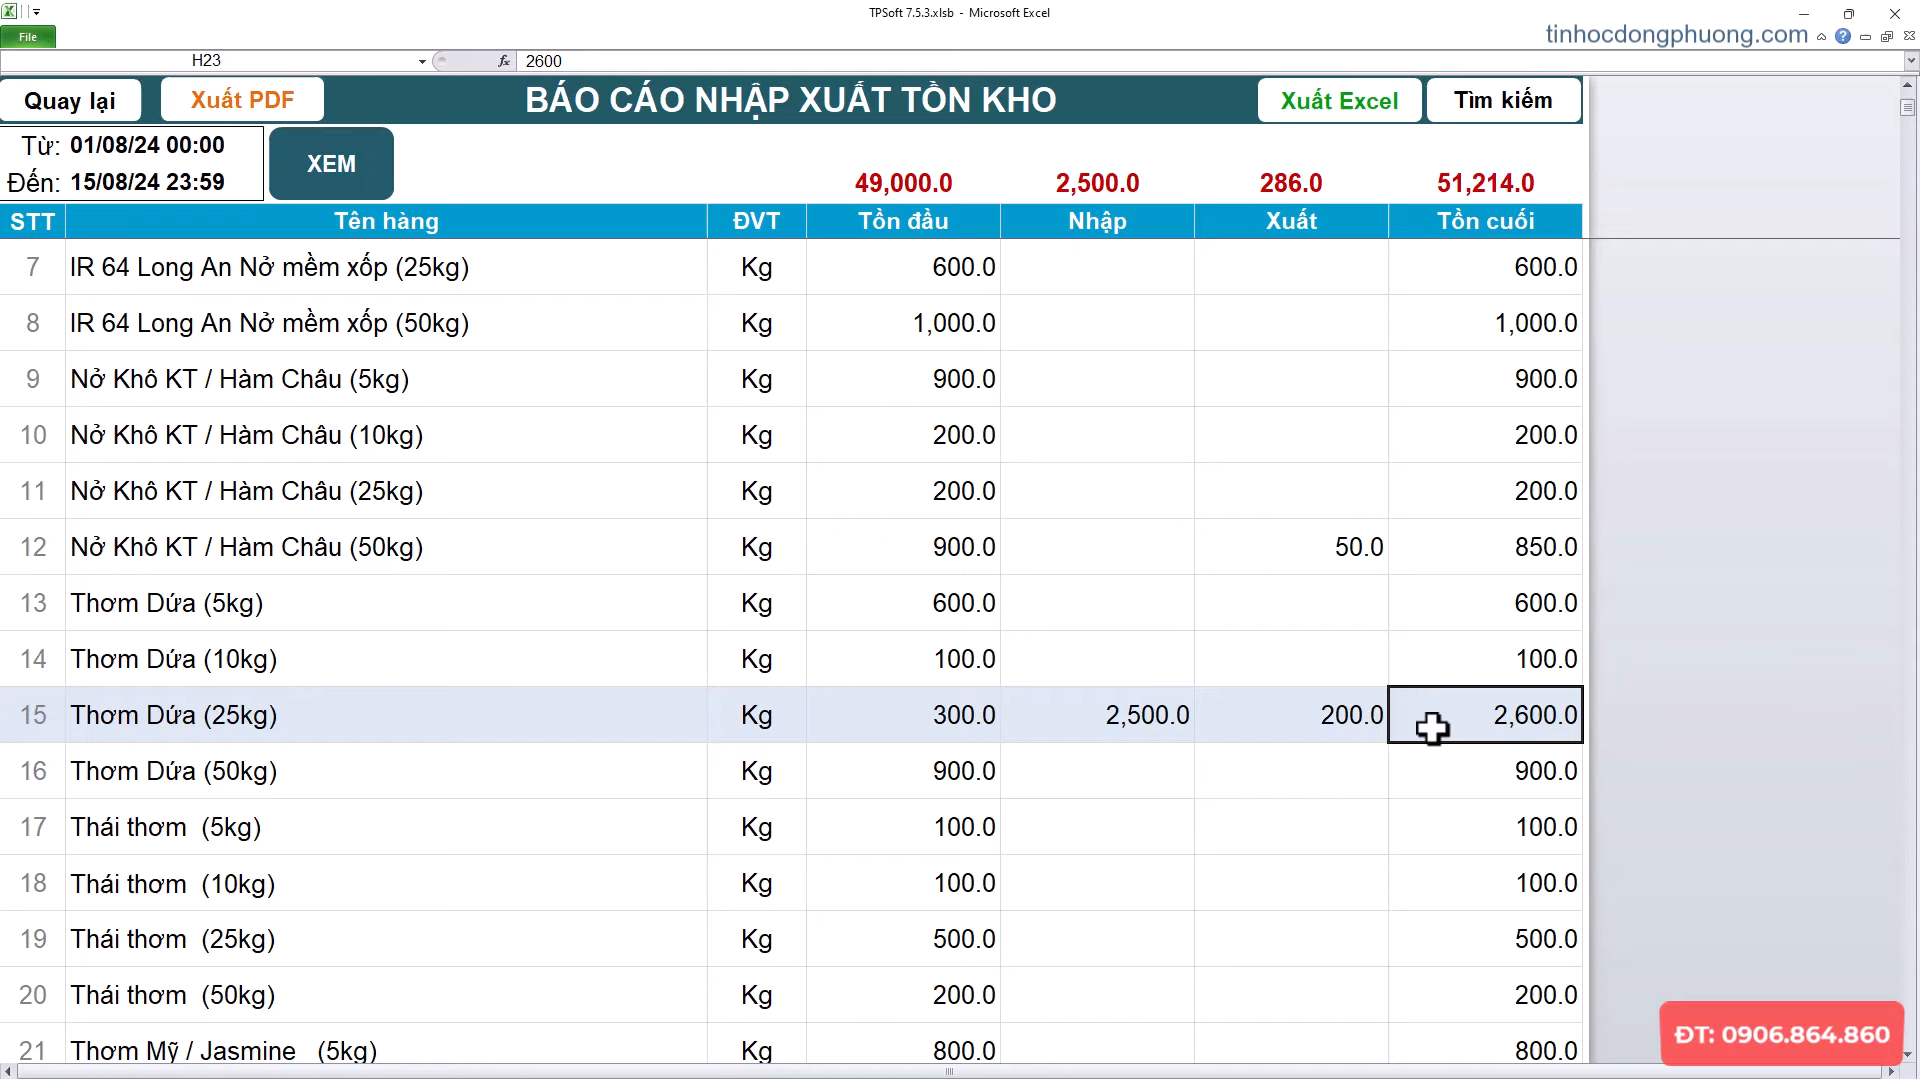 TPSoft 7.5.3.xlsb - Microsoft Excel
File
tinhocdongphuong.com
H23 fx 2600
Quay lại Xuất PDF BÁO CÁO NHẬP XUẤT TỒN KHO Xuất Excel Tìm kiếm
Từ: 01/08/24 00:00
Đến: 15/08/24 23:59
XEM
49,000.0 2,500.0 286.0 51,214.0
STT Tên hàng ĐVT Tồn đầu Nhập Xuất Tồn cuối
7 IR 64 Long An Nở mềm xốp (25kg) Kg 600.0 600.0
8 IR 64 Long An Nở mềm xốp (50kg) Kg 1,000.0 1,000.0
9 Nở Khô KT / Hàm Châu (5kg) Kg 900.0 900.0
10 Nở Khô KT / Hàm Châu (10kg) Kg 200.0 200.0
11 Nở Khô KT / Hàm Châu (25kg) Kg 200.0 200.0
12 Nở Khô KT / Hàm Châu (50kg) Kg 900.0 50.0 850.0
13 Thơm Dứa (5kg) Kg 600.0 600.0
14 Thơm Dứa (10kg) Kg 100.0 100.0
15 Thơm Dứa (25kg) Kg 300.0 2,500.0 200.0 2,600.0
16 Thơm Dứa (50kg) Kg 900.0 900.0
17 Thái thơm (5kg) Kg 100.0 100.0
18 Thái thơm (10kg) Kg 100.0 100.0
19 Thái thơm (25kg) Kg 500.0 500.0
20 Thái thơm (50kg) Kg 200.0 200.0
21 Thơm Mỹ / Jasmine (5kg) Kg 800.0 800.0
ĐT: 0906.864.860